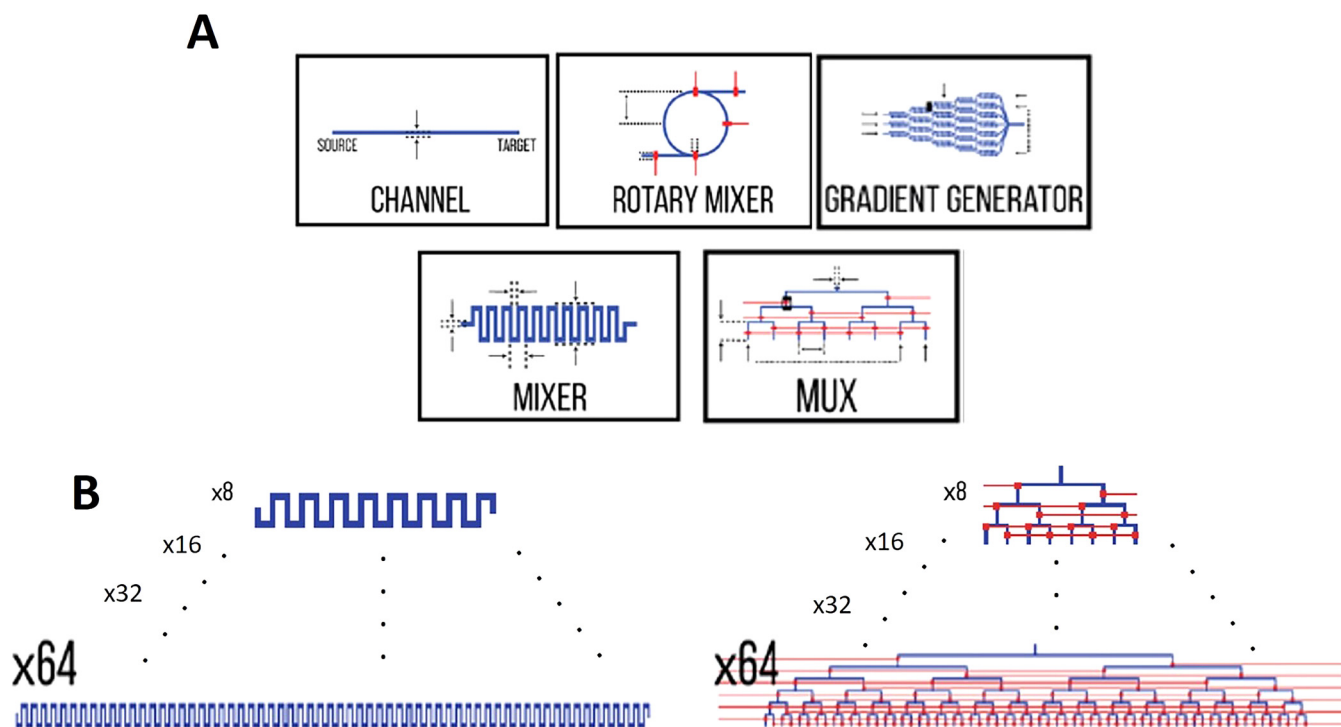 A
SOURCE
TARGET
CHANNEL
ROTARY MIXER
GRADIENT GENERATOR
MIXER
MUX
B
x8
x16
x32
x64
x8
x16
x32
x64